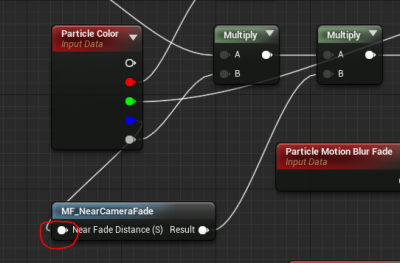 Particle Color
Input Data
Multiply
A
B
Multiply
A
B
Particle Motion Blur Fade
Input Data
MF_NearCameraFade
Near Fade Distance (S) Result